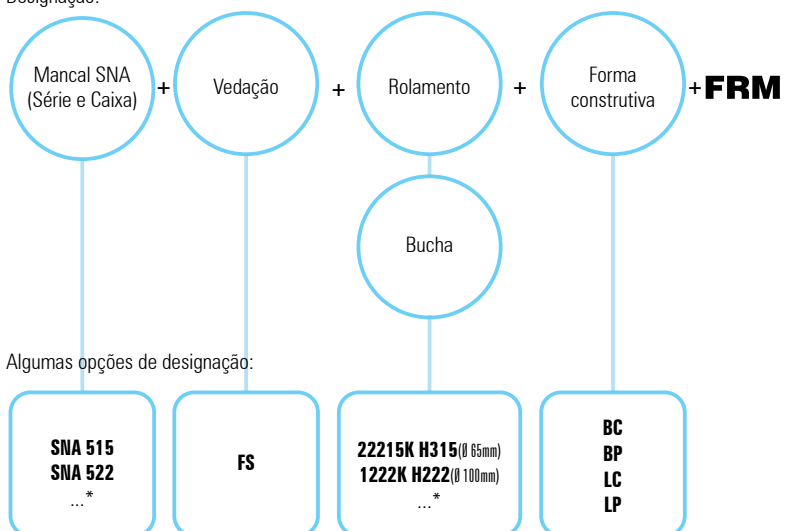 Designação:
Mancal SNA
(Série e Caixa)
+
Vedação
+
Rolamento
+
Forma
construtiva
+FRM
Bucha
Algumas opções de designação:
SNA 515
SNA 522
...*
FS
22215K H315(Ø 65mm)
1222K H222(Ø 100mm)
...*
BC
BP
LC
LP